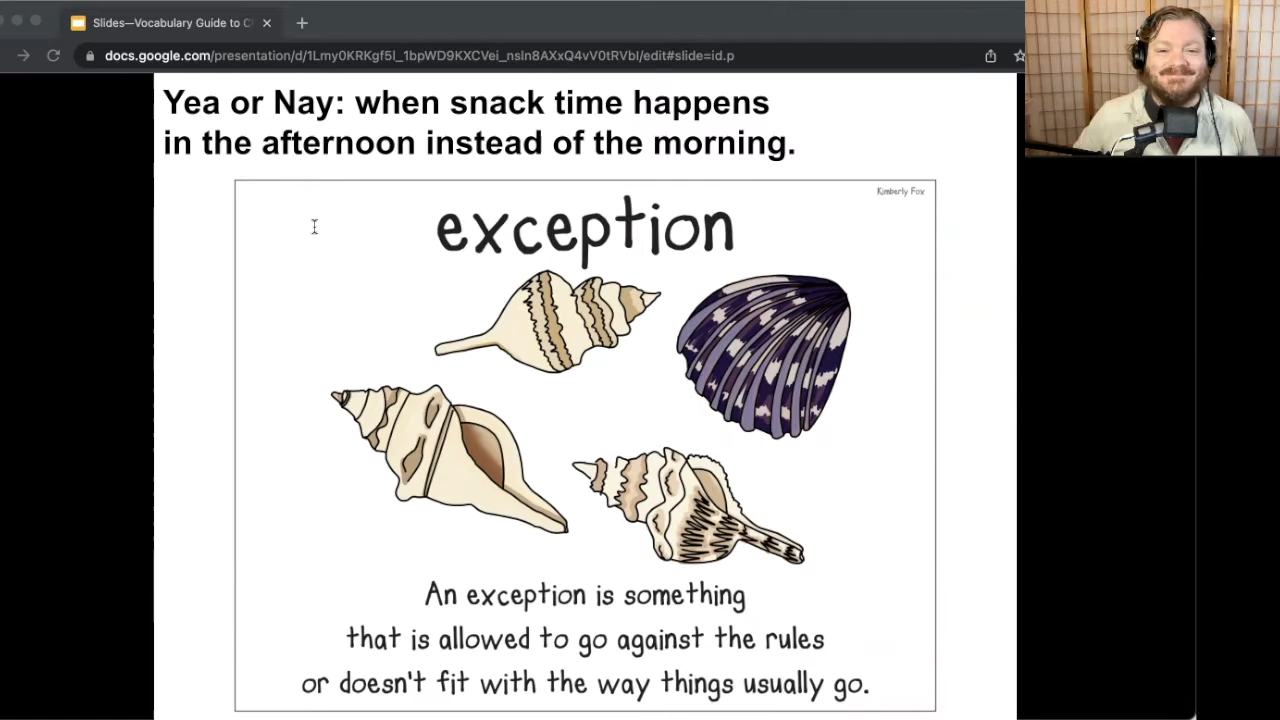 Slides—Vocabulary Guide to C
docs.google.com/presentation/d/1Lmy0KRKgf5l_1bpWD9KXCVei_nsln8AXxQ4vV0tRVbI/edit#slide=id.p
Yea or Nay: when snack time happens
in the afternoon instead of the morning.
Kimberly Fox
exception
An exception is something
that is allowed to go against the rules
or doesn't fit with the way things usually go.